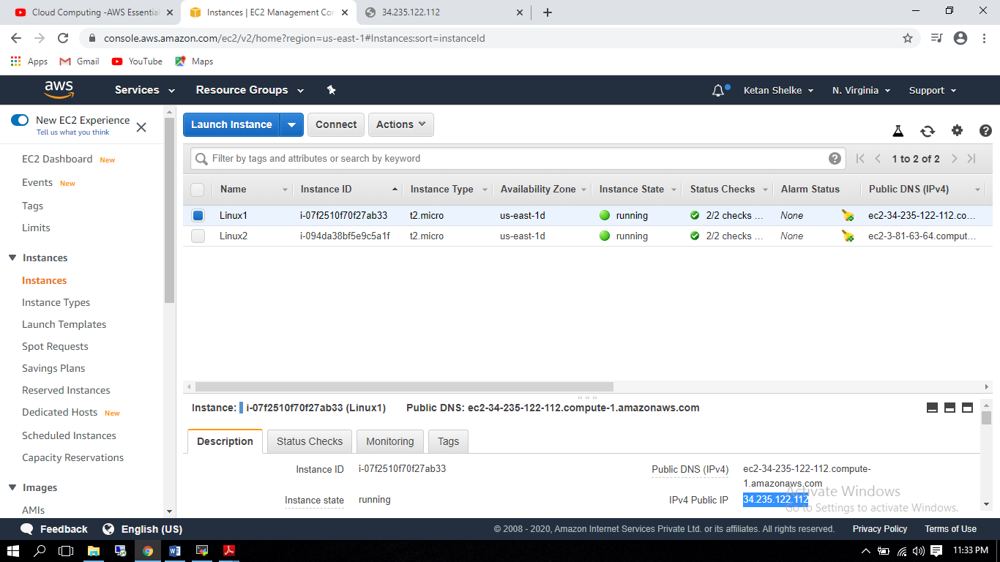 Cloud Computing -AWS Essentia
Instances | EC2 Management Con
34.235.122.112
console.aws.amazon.com/ec2/v2/home?region=us-east-1#Instances:sort=instanceId
Apps Gmail YouTube Maps
aws Services Resource Groups Ketan Shelke N. Virginia Support
New EC2 Experience
Tell us what you think
EC2 Dashboard New
Events New
Tags
Limits
Instances
Instances
Instance Types
Launch Templates
Spot Requests
Savings Plans
Reserved Instances
Dedicated Hosts New
Scheduled Instances
Capacity Reservations
Images
AMIs
Launch Instance Connect Actions
Filter by tags and attributes or search by keyword
1 to 2 of 2
Name Instance ID Instance Type Availability Zone Instance State Status Checks Alarm Status Public DNS (IPv4)
Linux1 i-07f2510f70f27ab33 t2.micro us-east-1d running 2/2 checks ... None ec2-34-235-122-112.co...
Linux2 i-094da38bf5e9c5a1f t2.micro us-east-1d running 2/2 checks ... None ec2-3-81-63-64.comput...
Instance: i-07f2510f70f27ab33 (Linux1) Public DNS: ec2-34-235-122-112.compute-1.amazonaws.com
Description Status Checks Monitoring Tags
Instance ID i-07f2510f70f27ab33
Public DNS (IPv4) ec2-34-235-122-112.compute-
1.amazonaws.com
Instance state running
IPv4 Public IP 34.235.122.112
Activate Windows
Go to Settings to activate Windows.
Feedback English (US) © 2008 - 2020, Amazon Internet Services Private Ltd. or its affiliates. All rights reserved. Privacy Policy Terms of Use
11:33 PM